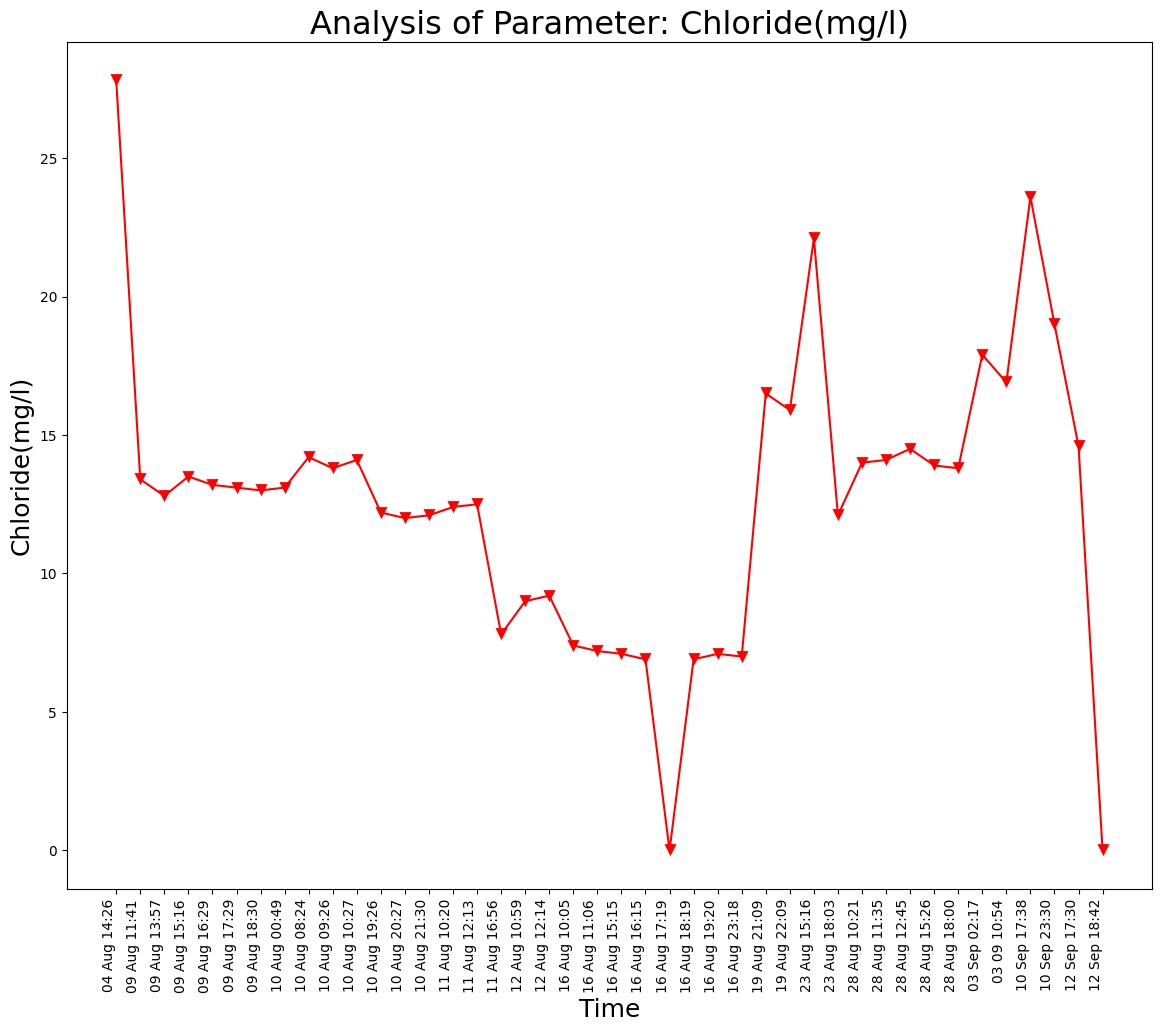 Analysis of Parameter: Chloride(mg/l)
Chloride(mg/l)
25
20
15
10
5
0
04 Aug 14:26
09 Aug 11:41
09 Aug 13:57
09 Aug 15:16
09 Aug 16:29
09 Aug 17:29
09 Aug 18:30
10 Aug 00:49
10 Aug 08:24
10 Aug 09:26
10 Aug 10:27
10 Aug 19:26
10 Aug 20:27
10 Aug 21:30
11 Aug 10:20
11 Aug 12:13
11 Aug 16:56
12 Aug 10:59
12 Aug 12:14
16 Aug 10:05
16 Aug 11:06
16 Aug 15:15
16 Aug 16:15
16 Aug 17:19
16 Aug 18:19
16 Aug 19:20
16 Aug 23:18
19 Aug 21:09
19 Aug 22:09
23 Aug 15:16
23 Aug 18:03
28 Aug 10:21
28 Aug 11:35
28 Aug 12:45
28 Aug 15:26
28 Aug 18:00
03 Sep 02:17
03 09 10:54
10 Sep 17:38
10 Sep 23:30
12 Sep 17:30
12 Sep 18:42
Time